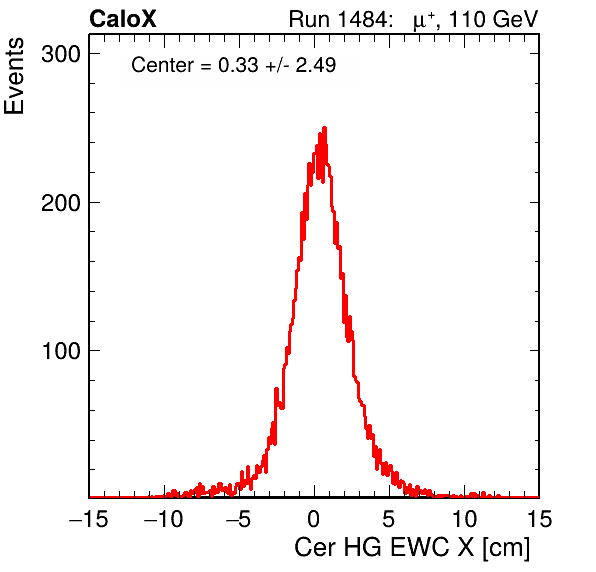 CaloX Run 1484: μ⁺, 110 GeV
Events
300
Center = 0.33 +/- 2.49
200
100
−15 −10 −5 0 5 10 15
Cer HG EWC X [cm]